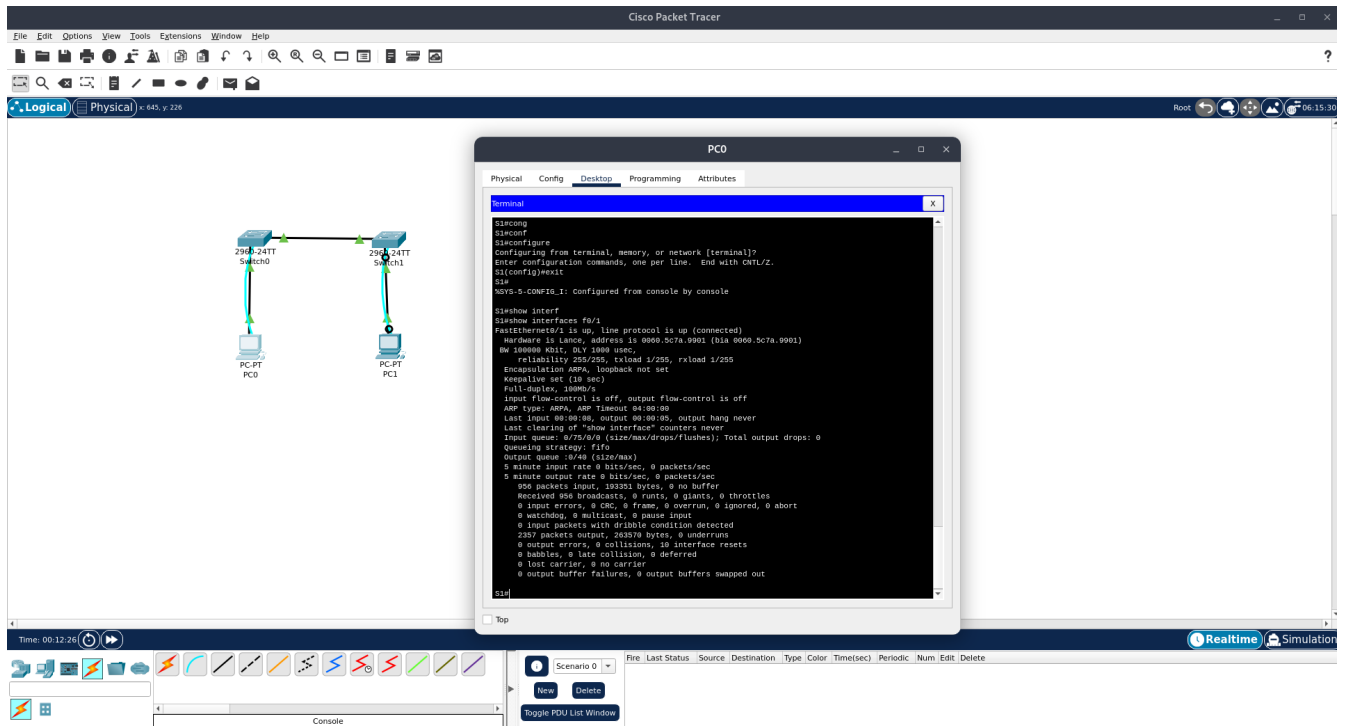 Cisco Packet Tracer
File Edit Options View Tools Extensions Window Help
?
Logical Physical x: 645, y: 226
Root 06:15:30
PC0
Physical Config Desktop Programming Attributes
Terminal X
S1#cong
S1#conf
S1#configure
Configuring from terminal, memory, or network [terminal]?
Enter configuration commands, one per line. End with CNTL/Z.
S1(config)#exit
S1#
%SYS-5-CONFIG_I: Configured from console by console
S1#show interf
S1#show interfaces f0/1
FastEthernet0/1 is up, line protocol is up (connected)
Hardware is Lance, address is 0060.5c7a.9901 (bia 0060.5c7a.9901)
BW 100000 Kbit, DLY 1000 usec,
reliability 255/255, txload 1/255, rxload 1/255
Encapsulation ARPA, loopback not set
Keepalive set (10 sec)
Full-duplex, 100Mb/s
input flow-control is off, output flow-control is off
ARP type: ARPA, ARP Timeout 04:00:00
Last input 00:00:08, output 00:00:05, output hang never
Last clearing of "show interface" counters never
Input queue: 0/75/0/0 (size/max/drops/flushes); Total output drops: 0
Queueing strategy: fifo
Output queue :0/40 (size/max)
5 minute input rate 0 bits/sec, 0 packets/sec
5 minute output rate 0 bits/sec, 0 packets/sec
956 packets input, 193351 bytes, 0 no buffer
Received 956 broadcasts, 0 runts, 0 giants, 0 throttles
0 input errors, 0 CRC, 0 frame, 0 overrun, 0 ignored, 0 abort
0 watchdog, 0 multicast, 0 pause input
0 input packets with dribble condition detected
2357 packets output, 263570 bytes, 0 underruns
0 output errors, 0 collisions, 10 interface resets
0 babbles, 0 late collision, 0 deferred
0 lost carrier, 0 no carrier
0 output buffer failures, 0 output buffers swapped out
S1#
Top
2960-24TT
Switch0
2960-24TT
Switch1
PC-PT
PC0
PC-PT
PC1
Time: 00:12:26
Realtime Simulation
Scenario 0
New Delete
Toggle PDU List Window
Fire Last Status Source Destination Type Color Time(sec) Periodic Num Edit Delete
Console